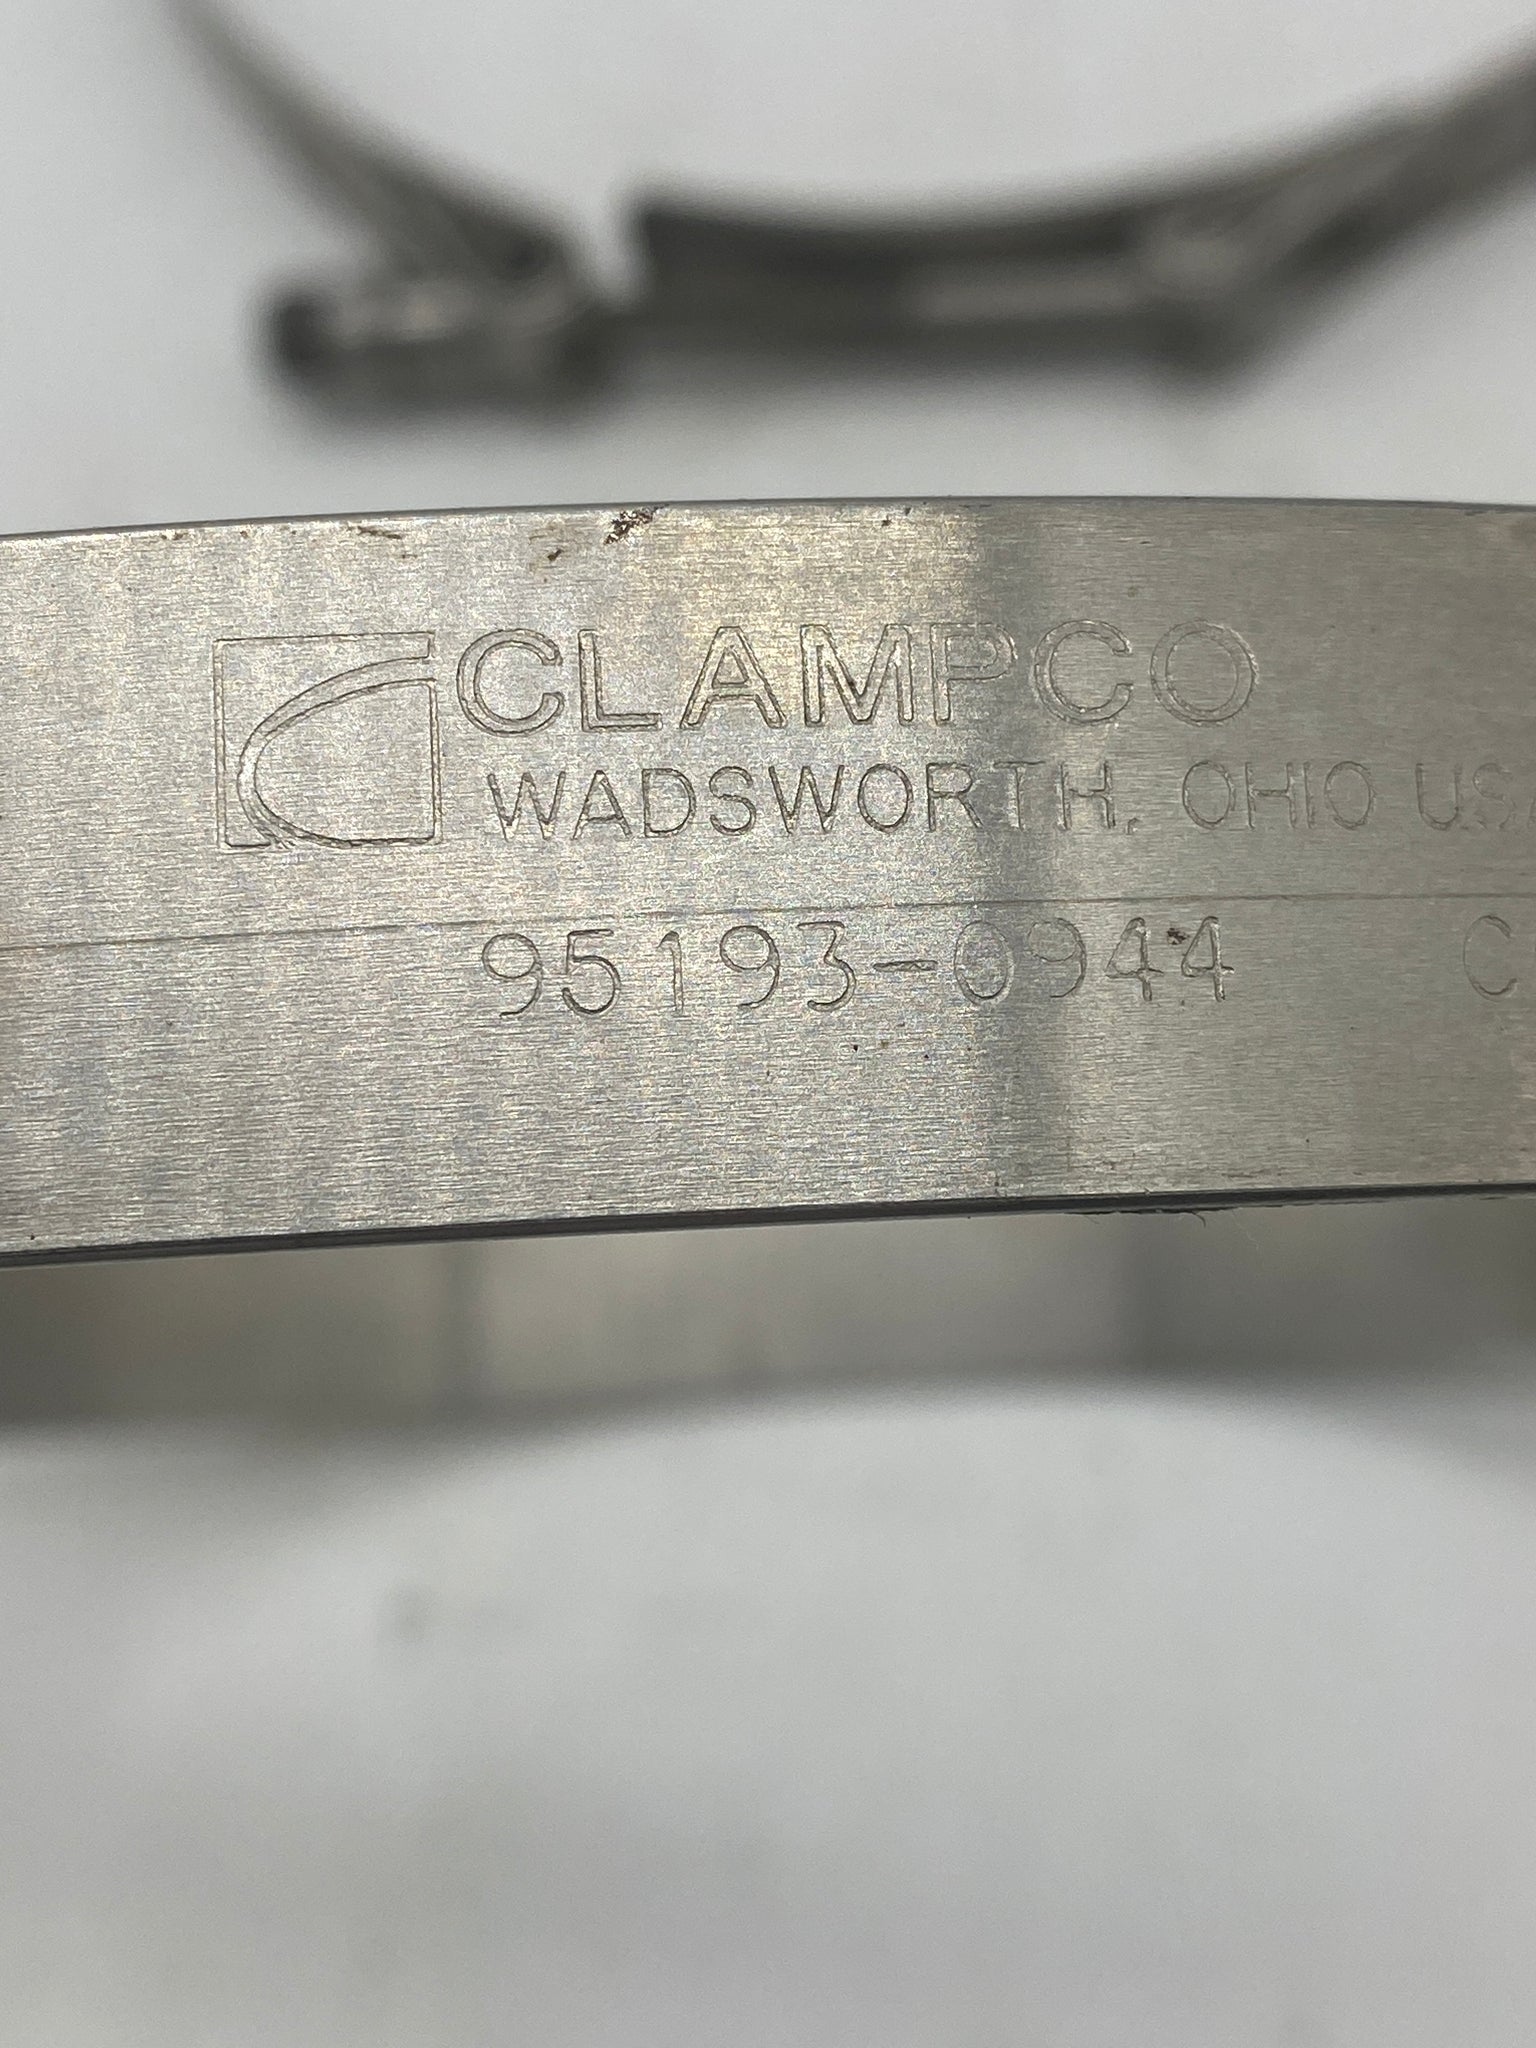 CLAMPCO
WADSWORTH, OHIO US
95193-0944 C